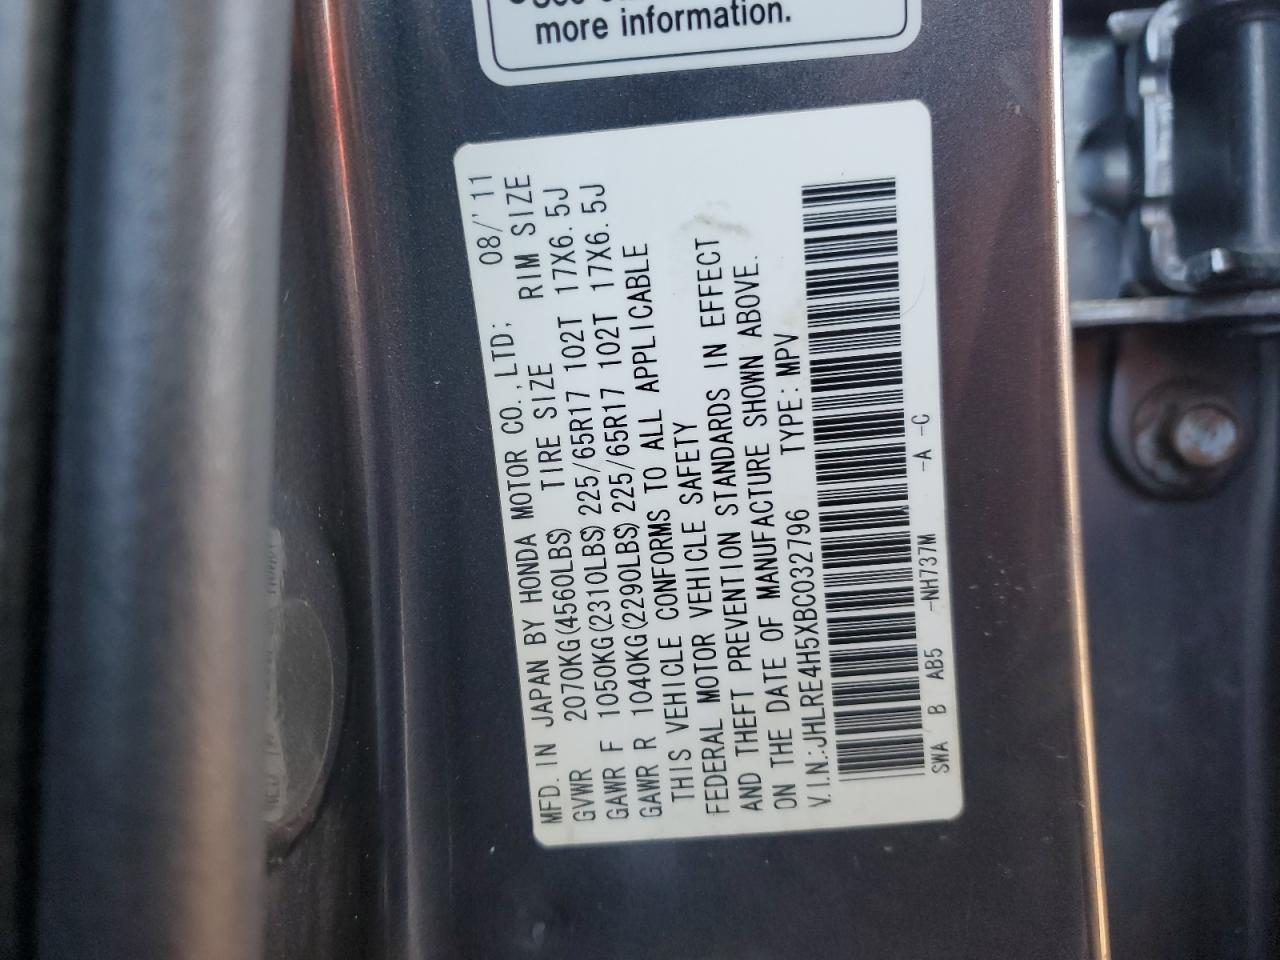 more information.
MFD. IN JAPAN BY HONDA MOTOR CO., LTD; 08/'11
GVWR 2070KG(4560LBS) TIRE SIZE RIM SIZE
GAWR F 1050KG(2310LBS)225/65R17 102T 17X6.5J
GAWR R 1040KG(2290LBS)225/65R17 102T 17X6.5J
THIS VEHICLE CONFORMS TO ALL APPLICABLE
FEDERAL MOTOR VEHICLE SAFETY
AND THEFT PREVENTION STANDARDS IN EFFECT
ON THE DATE OF MANUFACTURE SHOWN ABOVE.
V.I.N.:JHLRE4H5XBC032796 TYPE:MPV
SWA B AB5 -NH737M -A -C